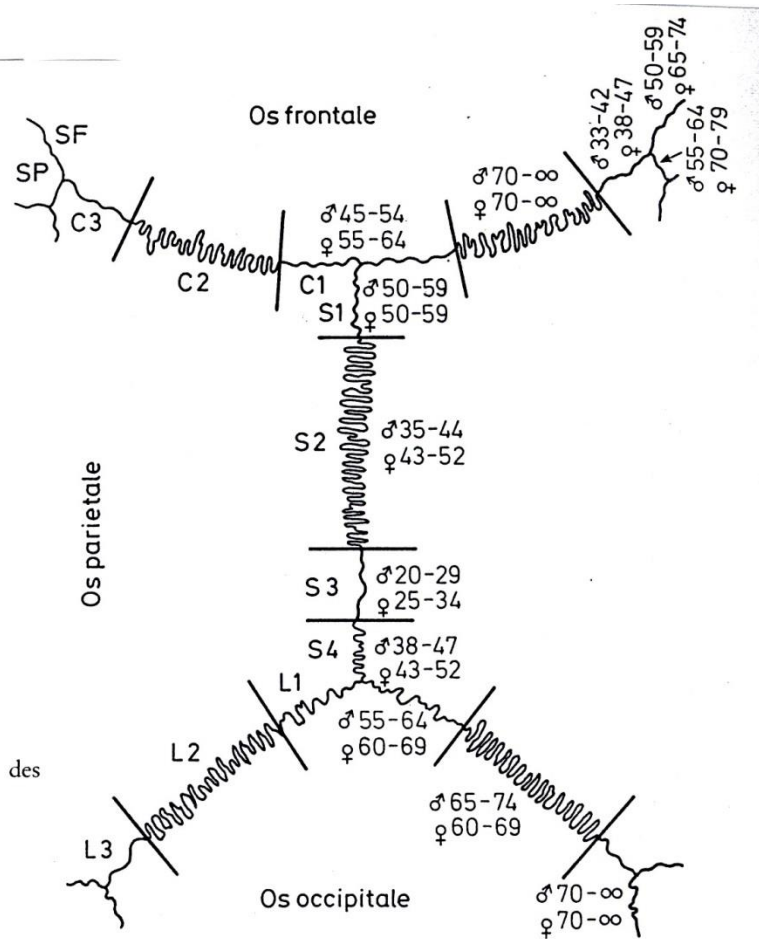 Os frontale
♂50-59
♀65-74
♂33-42
♀38-47
♂55-64
♀70-79
SF
SP
C3
C2
C1
♂45-54
♀55-64
♂70-∞
♀70-∞
S1
♂50-59
♀50-59
S2
♂35-44
♀43-52
Os parietale
S3
♂20-29
♀25-34
S4
♂38-47
♀43-52
L1
♂55-64
♀60-69
L2
des
♂65-74
♀60-69
L3
Os occipitale
♂70-∞
♀70-∞